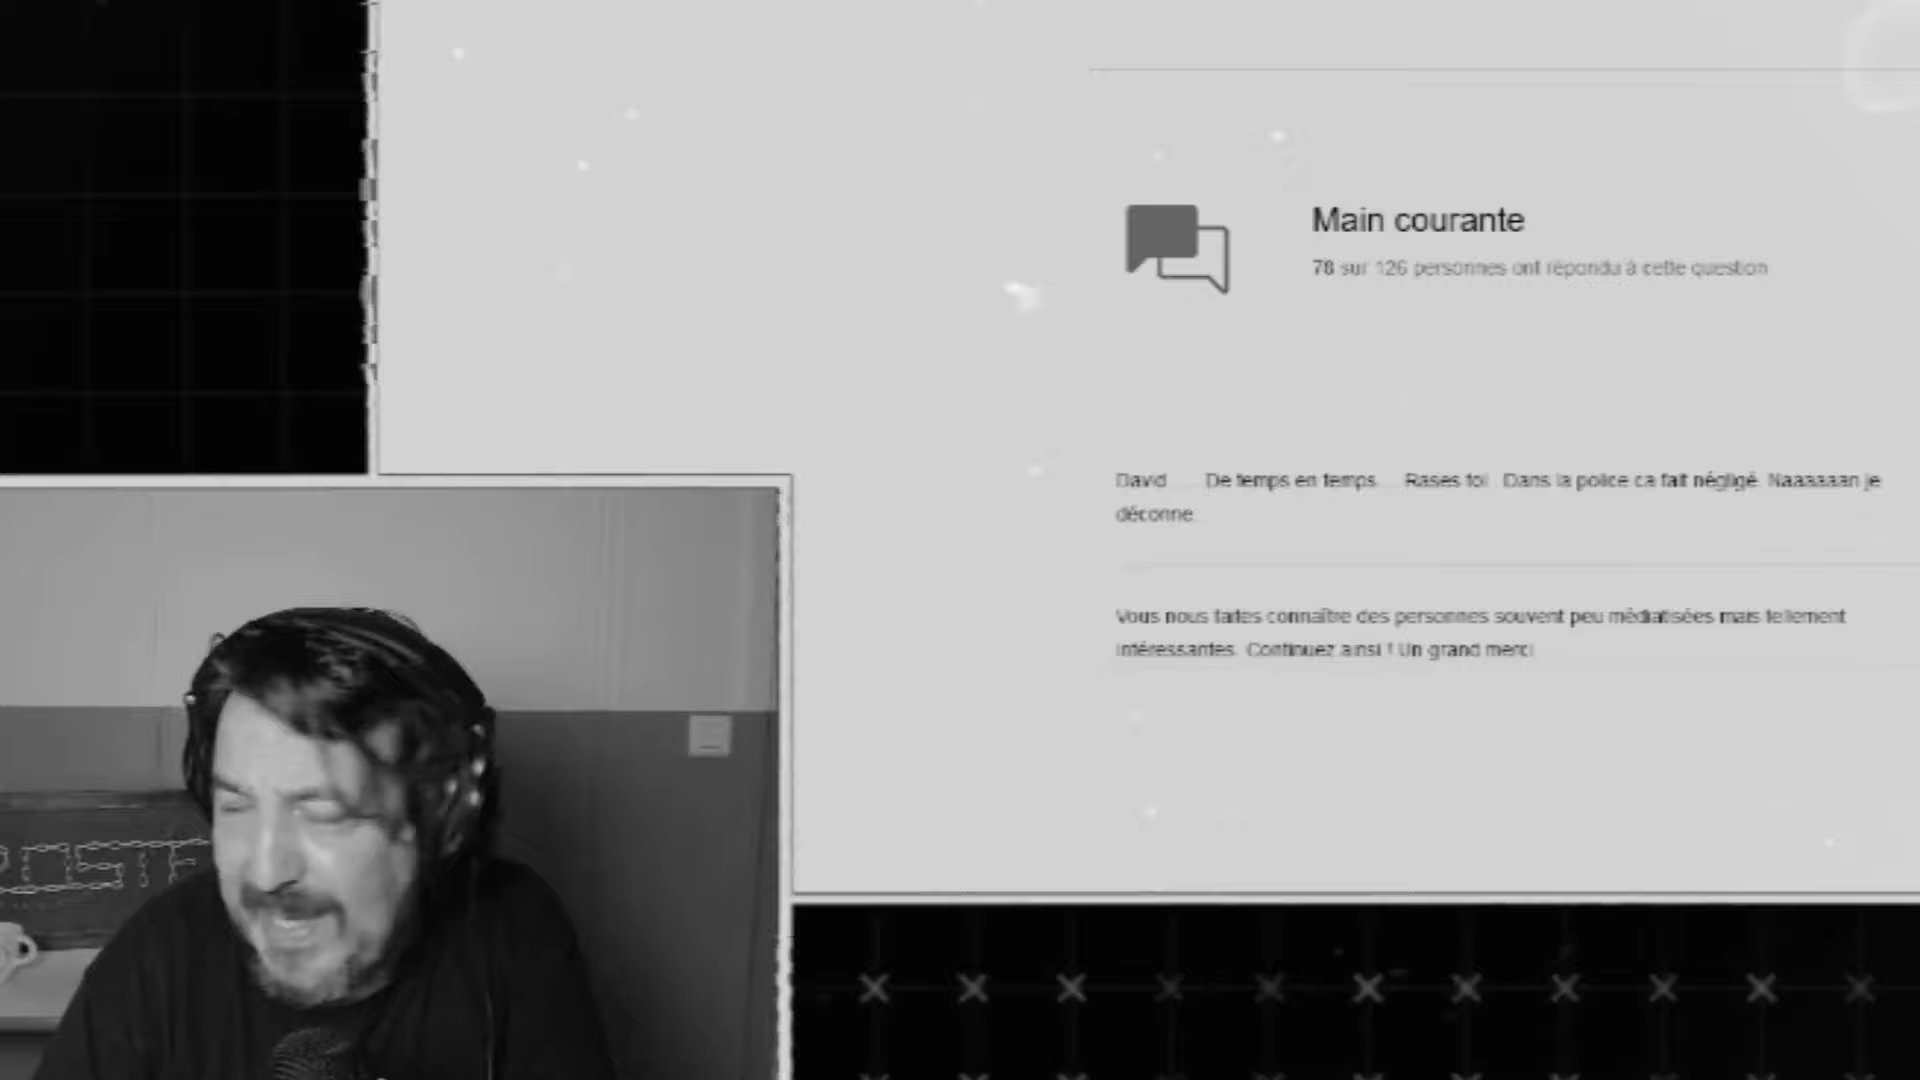 Main courante
78 sur 126 personnes ont répondu à cette question
David De temps en temps Rases toi Dans la police ca fait négligé Naaaaaan je
déconne.
Vous nous faites connaître des personnes souvent peu médiatisées mais tellement
intéressantes. Continuez ainsi ! Un grand merci